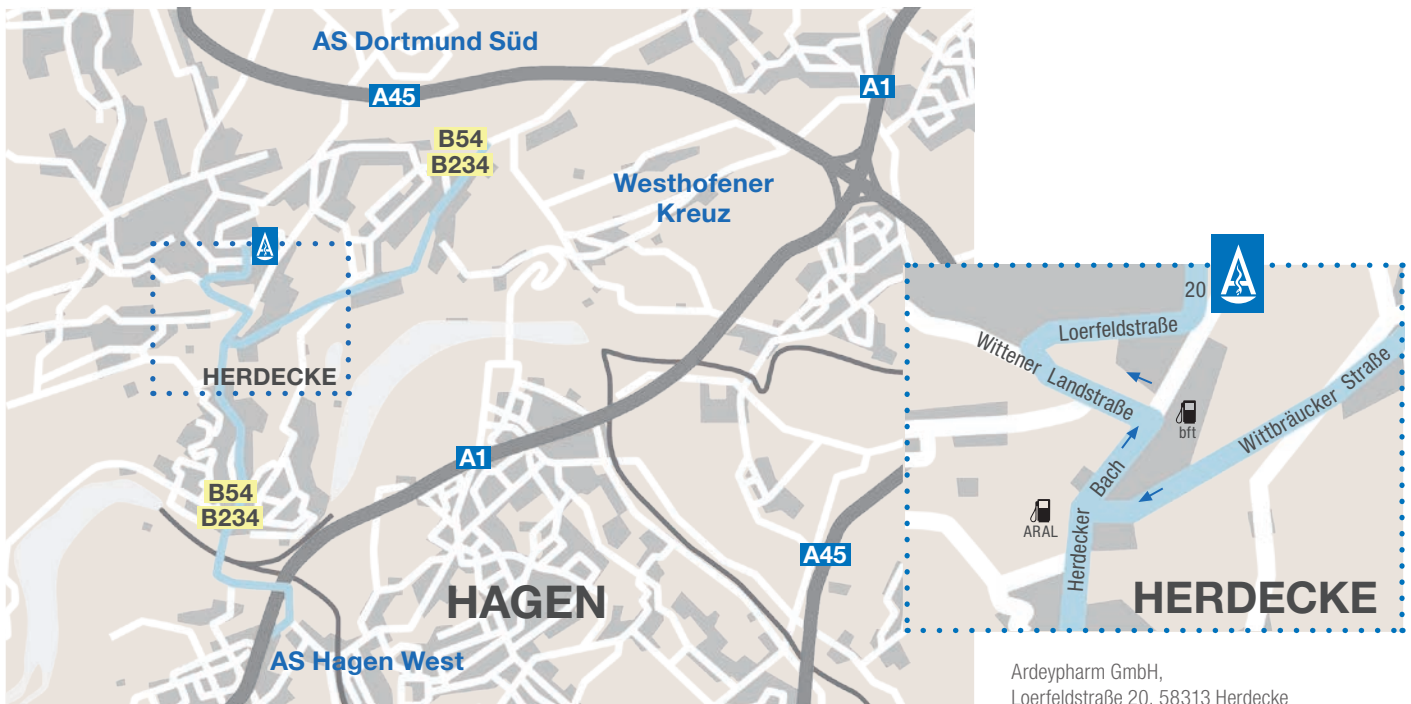 AS Dortmund Süd
A45
A1
B54
B234
Westhofener
Kreuz
HERDECKE
A1
B54
B234
A45
HAGEN
AS Hagen West
20
Loerfeldstraße
Wittener Landstraße
Wittbräucker Straße
bft
Herdecker Bach
ARAL
HERDECKE
Ardeypharm GmbH,
Loerfeldstraße 20, 58313 Herdecke